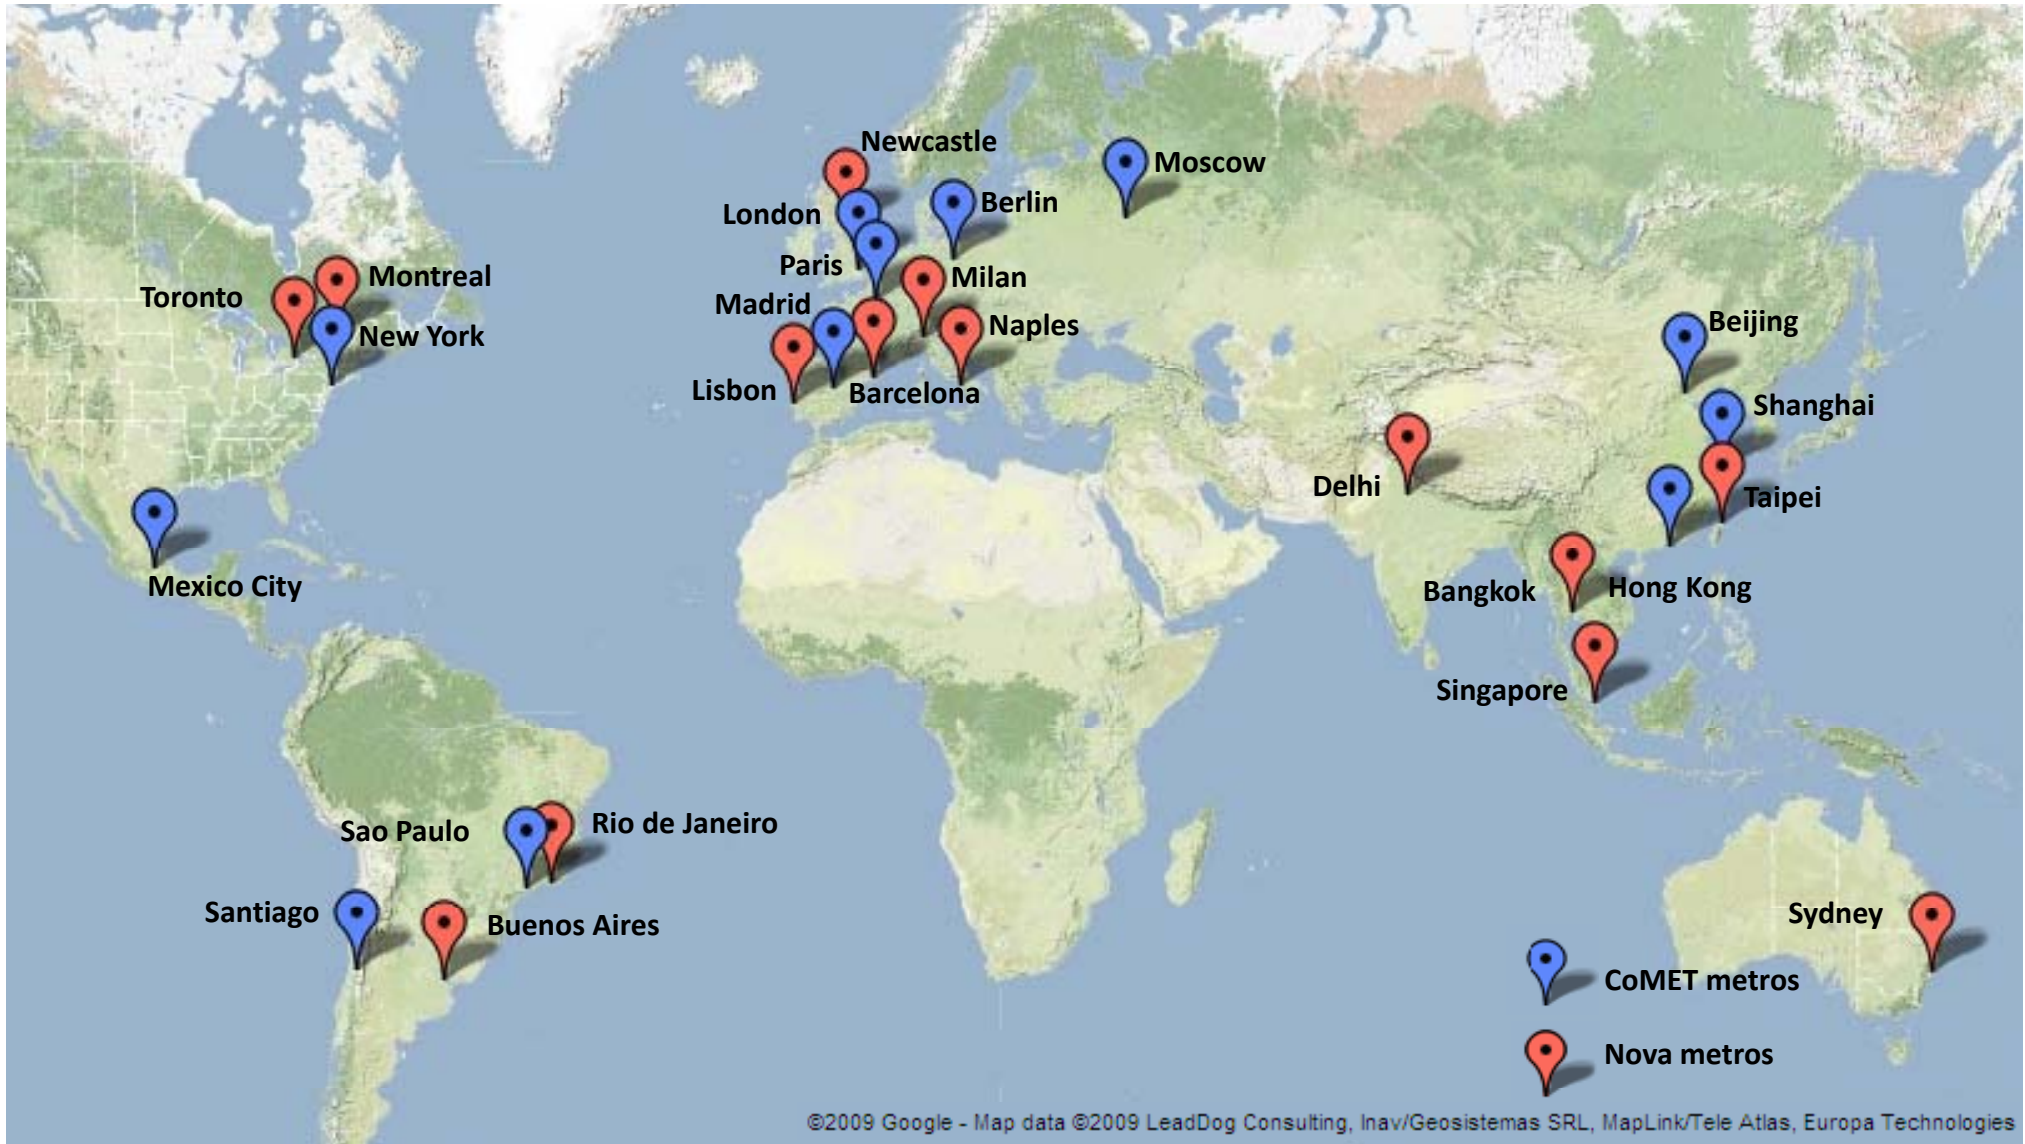 Newcastle
Moscow
London
Berlin
Paris
Milan
Montreal
Toronto
Madrid
New York
Naples
Beijing
Lisbon
Barcelona
Shanghai
Delhi
Taipei
Mexico City
Bangkok
Hong Kong
Singapore
Sao Paulo
Rio de Janeiro
Santiago
Buenos Aires
Sydney
CoMET metros
Nova metros
©2009 Google - Map data ©2009 LeadDog Consulting, Inav/Geosistemas SRL, MapLink/Tele Atlas, Europa Technologies